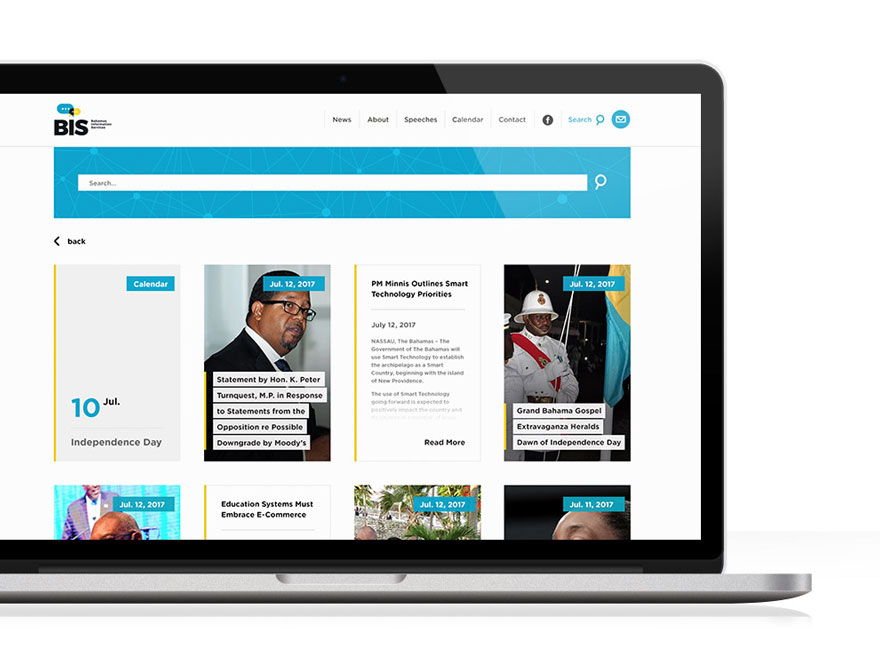 BIS Bahamas
Information
Services
News About Speeches Calendar Contact f Search
Search...
back
Calendar
10 Jul.
Independence Day
Jul. 12, 2017
Statement by Hon. K. Peter
Turnquest, M.P. in Response
to Statements from the
Opposition re Possible
Downgrade by Moody's
PM Minnis Outlines Smart
Technology Priorities
July 12, 2017
NASSAU, The Bahamas – The
Government of The Bahamas will
use Smart Technology to establish
the archipelago as a Smart
Country, beginning with the island
of New Providence.
The use of Smart Technology
going forward is expected to
positively impact the country and
Read More
Jul. 12, 2017
Grand Bahama Gospel
Extravaganza Heralds
Dawn of Independence Day
Jul. 12, 2017
Education Systems Must
Embrace E-Commerce
Jul. 12, 2017
Jul. 11, 2017